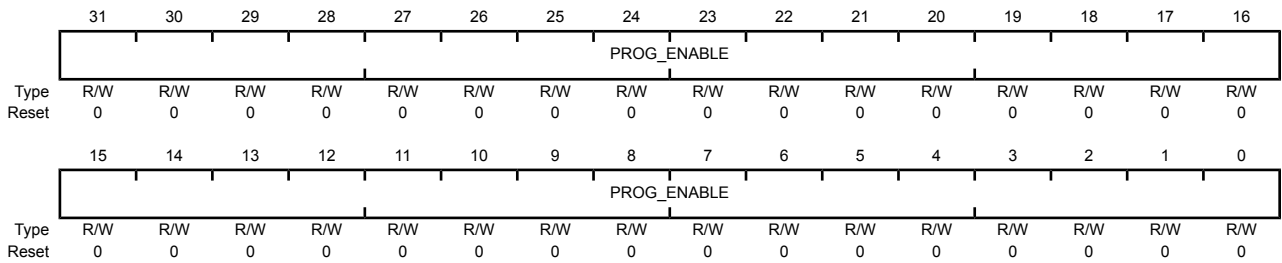 31 30 29 28 27 26 25 24 23 22 21 20 19 18 17 16
PROG_ENABLE
Type R/W R/W R/W R/W R/W R/W R/W R/W R/W R/W R/W R/W R/W R/W R/W R/W
Reset 0 0 0 0 0 0 0 0 0 0 0 0 0 0 0 0
15 14 13 12 11 10 9 8 7 6 5 4 3 2 1 0
PROG_ENABLE
Type R/W R/W R/W R/W R/W R/W R/W R/W R/W R/W R/W R/W R/W R/W R/W R/W
Reset 0 0 0 0 0 0 0 0 0 0 0 0 0 0 0 0